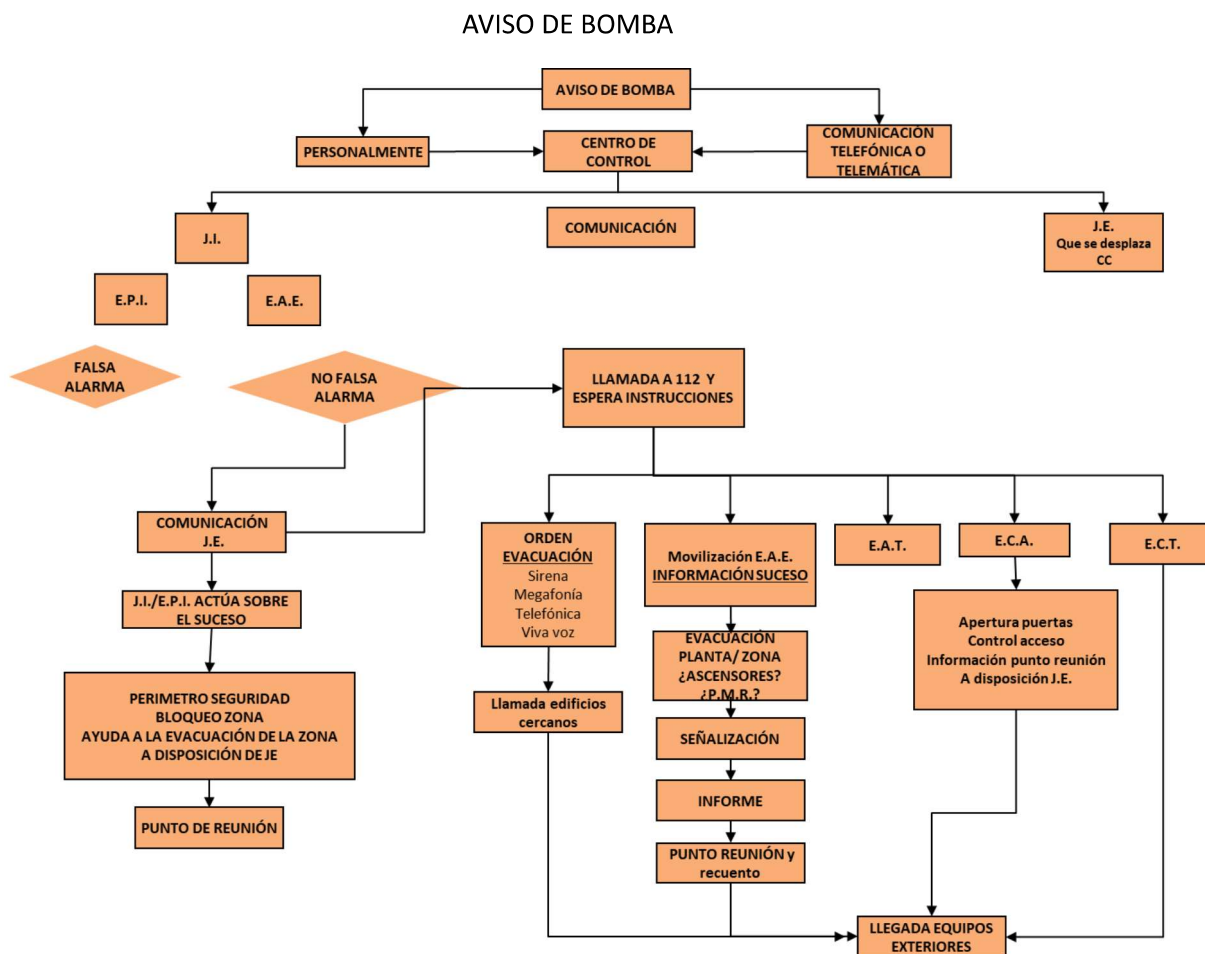 AVISO DE BOMBA
AVISO DE BOMBA
PERSONALMENTE
CENTRO DE
CONTROL
COMUNICACIÓN
TELEFÓNICA O
TELEMÁTICA
J.I.
COMUNICACIÓN
J.E.
Que se desplaza
CC
E.P.I.
E.A.E.
FALSA
ALARMA
NO FALSA
ALARMA
LLAMADA A 112 Y
ESPERA INSTRUCCIONES
COMUNICACIÓN
J.E.
J.I./E.P.I. ACTÚA SOBRE
EL SUCESO
PERIMETRO SEGURIDAD
BLOQUEO ZONA
AYUDA A LA EVACUACIÓN DE LA ZONA
A DISPOSICIÓN DE JE
PUNTO DE REUNIÓN
ORDEN
EVACUACIÓN
Sirena
Megafonía
Telefónica
Viva voz
Llamada edificios
cercanos
Movilización E.A.E.
INFORMACIÓN SUCESO
EVACUACIÓN
PLANTA/ ZONA
¿ASCENSORES?
¿P.M.R.?
SEÑALIZACIÓN
INFORME
PUNTO REUNIÓN y
recuento
E.A.T.
E.C.A.
Apertura puertas
Control acceso
Información punto reunión
A disposición J.E.
E.C.T.
LLEGADA EQUIPOS
EXTERIORES